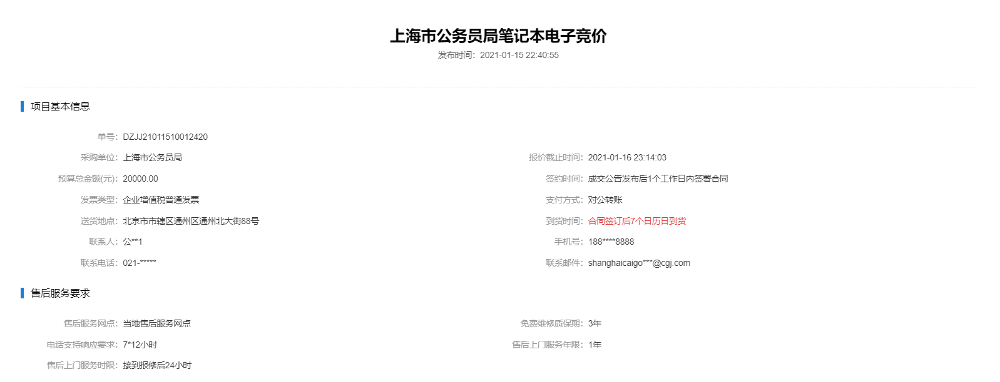 上海市公务员局笔记本电子竞价
发布时间：2021-01-15 22:40:55
项目基本信息
单号：DZJJ21011510012420
采购单位：上海市公务员局 报价截止时间：2021-01-16 23:14:03
预算总金额(元)：20000.00 签约时间：成交公告发布后1个工作日内签署合同
发票类型：企业增值税普通发票 支付方式：对公转账
送货地点：北京市市辖区通州区通州北大街88号 到货时间：合同签订后7个日历日到货
联系人：公**1 手机号：188****8888
联系电话：021-***** 联系邮件：shanghaicaigo***@cgj.com
售后服务要求
售后服务网点：当地售后服务网点 免费维修质保期：3年
电话支持响应要求：7*12小时 售后上门服务年限：1年
售后上门服务时限：接到报修后24小时